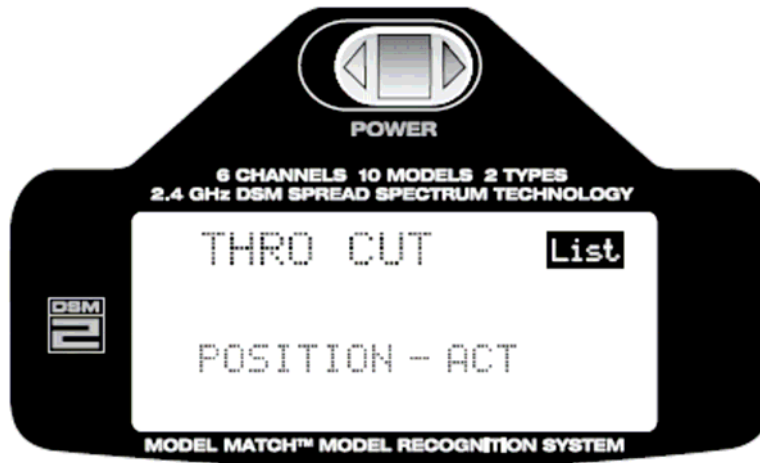 POWER
6 CHANNELS 10 MODELS 2 TYPES
2.4 GHz DSM SPREAD SPECTRUM TECHNOLOGY
THRO CUT List
DSM
2
POSITION - ACT
MODEL MATCH™ MODEL RECOGNITION SYSTEM